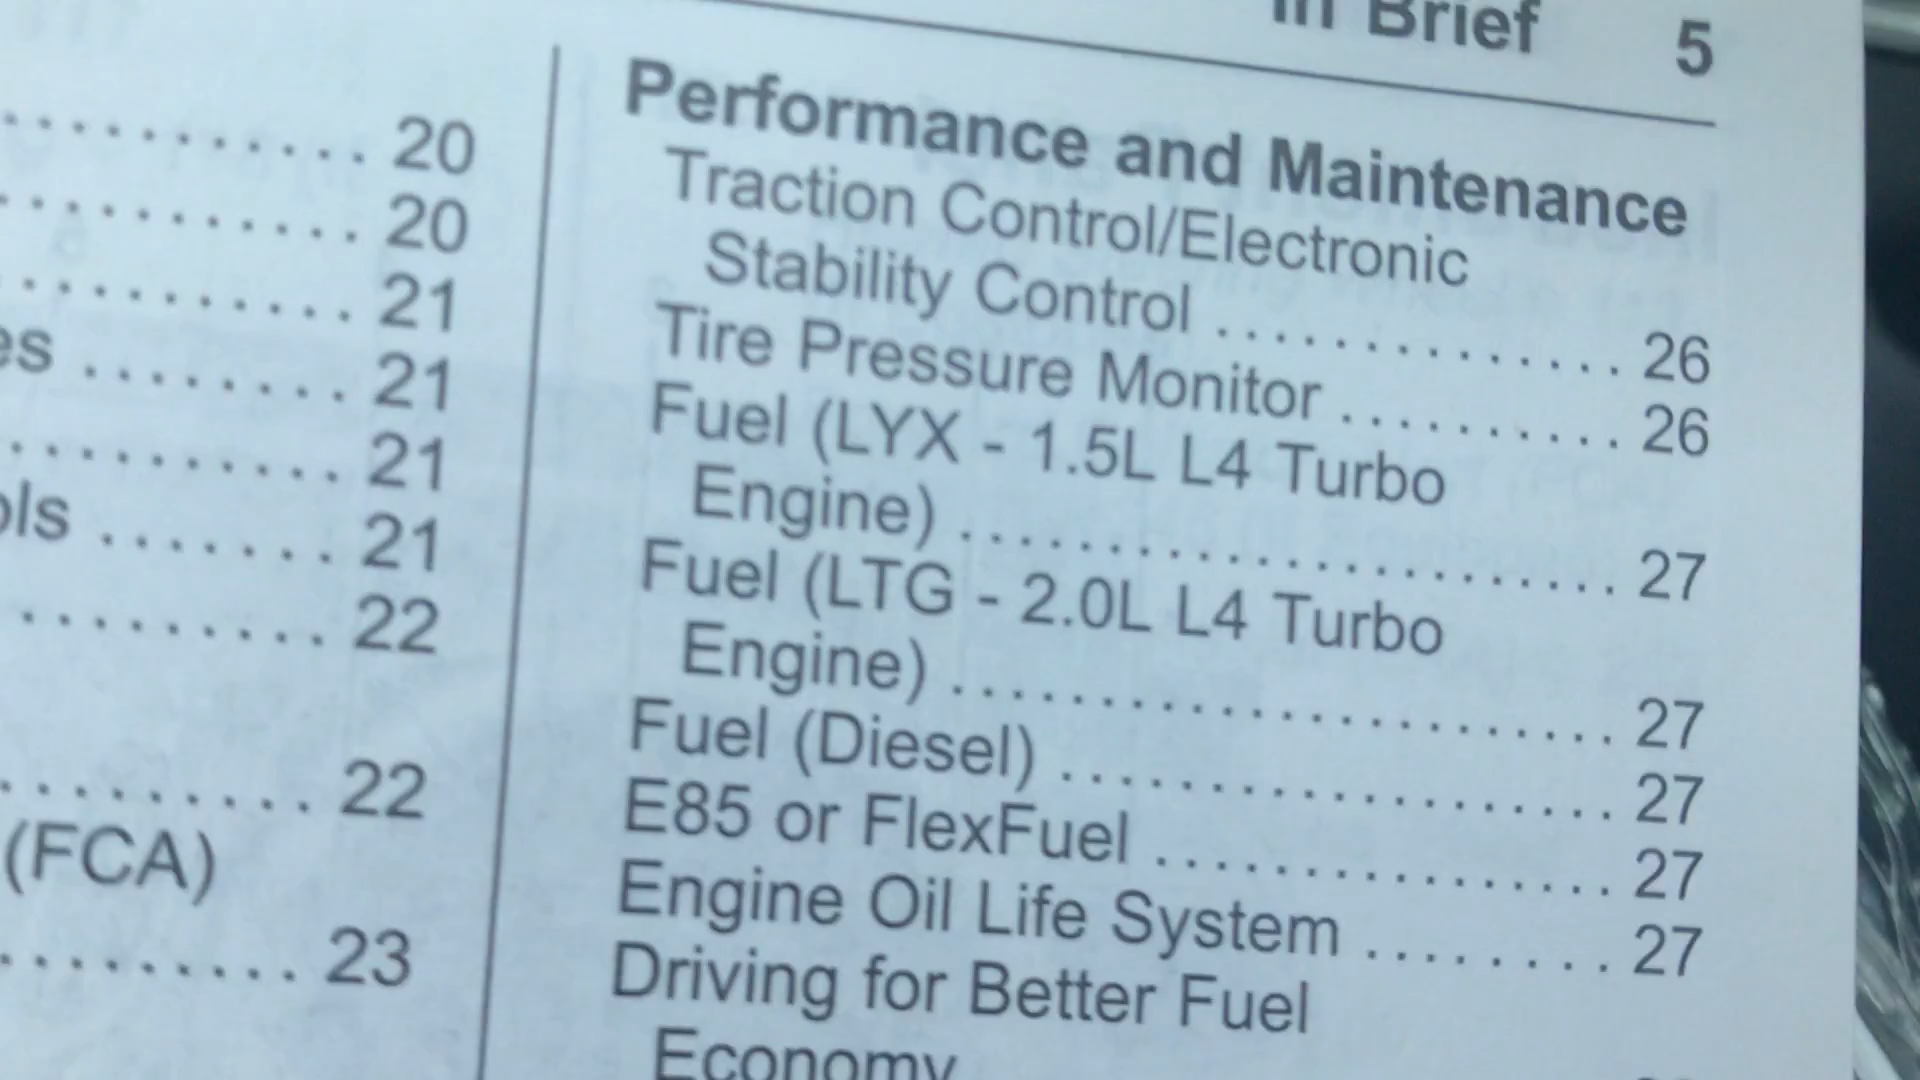 In Brief 5
20
20
21
es ........ 21
21
ols ....... 21
22
22
(FCA)
23
Performance and Maintenance
Traction Control/Electronic
Stability Control .............. 26
Tire Pressure Monitor .......... 26
Fuel (LYX - 1.5L L4 Turbo
Engine) ...................... 27
Fuel (LTG - 2.0L L4 Turbo
Engine) ...................... 27
Fuel (Diesel) ................... 27
E85 or FlexFuel ................ 27
Engine Oil Life System ......... 27
Driving for Better Fuel
Economy